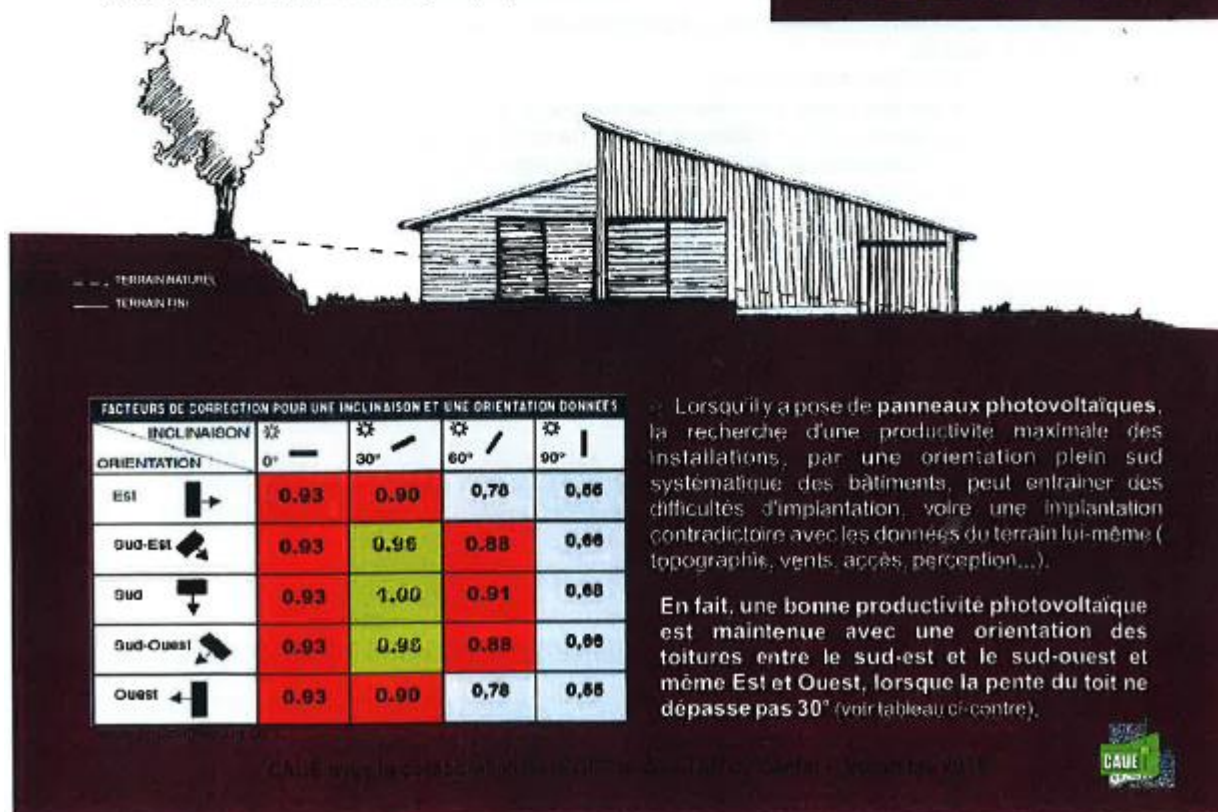 TERRAIN NATUREL
TERRAIN FINI
FACTEURS DE CORRECTION POUR UNE INCLINAISON ET UNE ORIENTATION DONNÉES
INCLINAISON
ORIENTATION
0° 30° 60° 90°
Est 0.93 0.90 0,78
Sud-Est 0.93 0.96 0.88 0,66
Sud 0.93 1.00 0.91 0,68
Sud-Ouest 0.93 0.96 0.88 0,66
Ouest 0.93 0.90 0,78
Lorsqu'il y a pose de panneaux photovoltaïques,
la recherche d'une productivité maximale des
installations, par une orientation plein sud
systématique des bâtiments, peut entraîner des
difficultés d'implantation, voire une implantation
contradictoire avec les données du terrain lui-même (
topographie, vents, accès, perception...).
En fait, une bonne productivité photovoltaïque
est maintenue avec une orientation des
toitures entre le sud-est et le sud-ouest et
même Est et Ouest, lorsque la pente du toit ne
dépasse pas 30° (voir tableau ci-contre).
CAUE